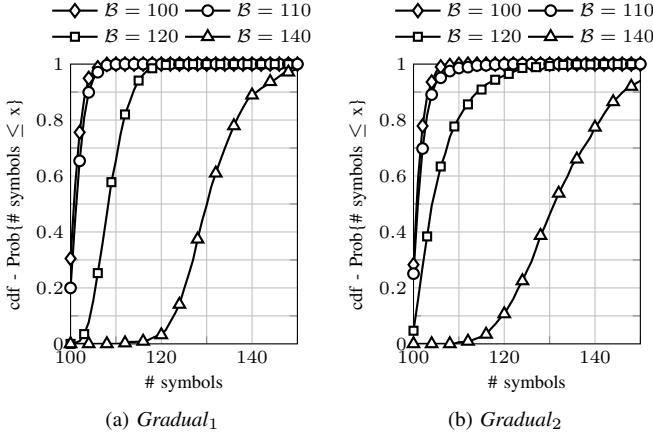 B = 100 B = 110
B = 120 B = 140
1
0.8
0.6
0.4
0.2
0
100 120 140
cdf - Prob{# symbols ≤ x}
# symbols
(a) Gradual₁
B = 100 B = 110
B = 120 B = 140
1
0.8
0.6
0.4
0.2
0
100 120 140
cdf - Prob{# symbols ≤ x}
# symbols
(b) Gradual₂